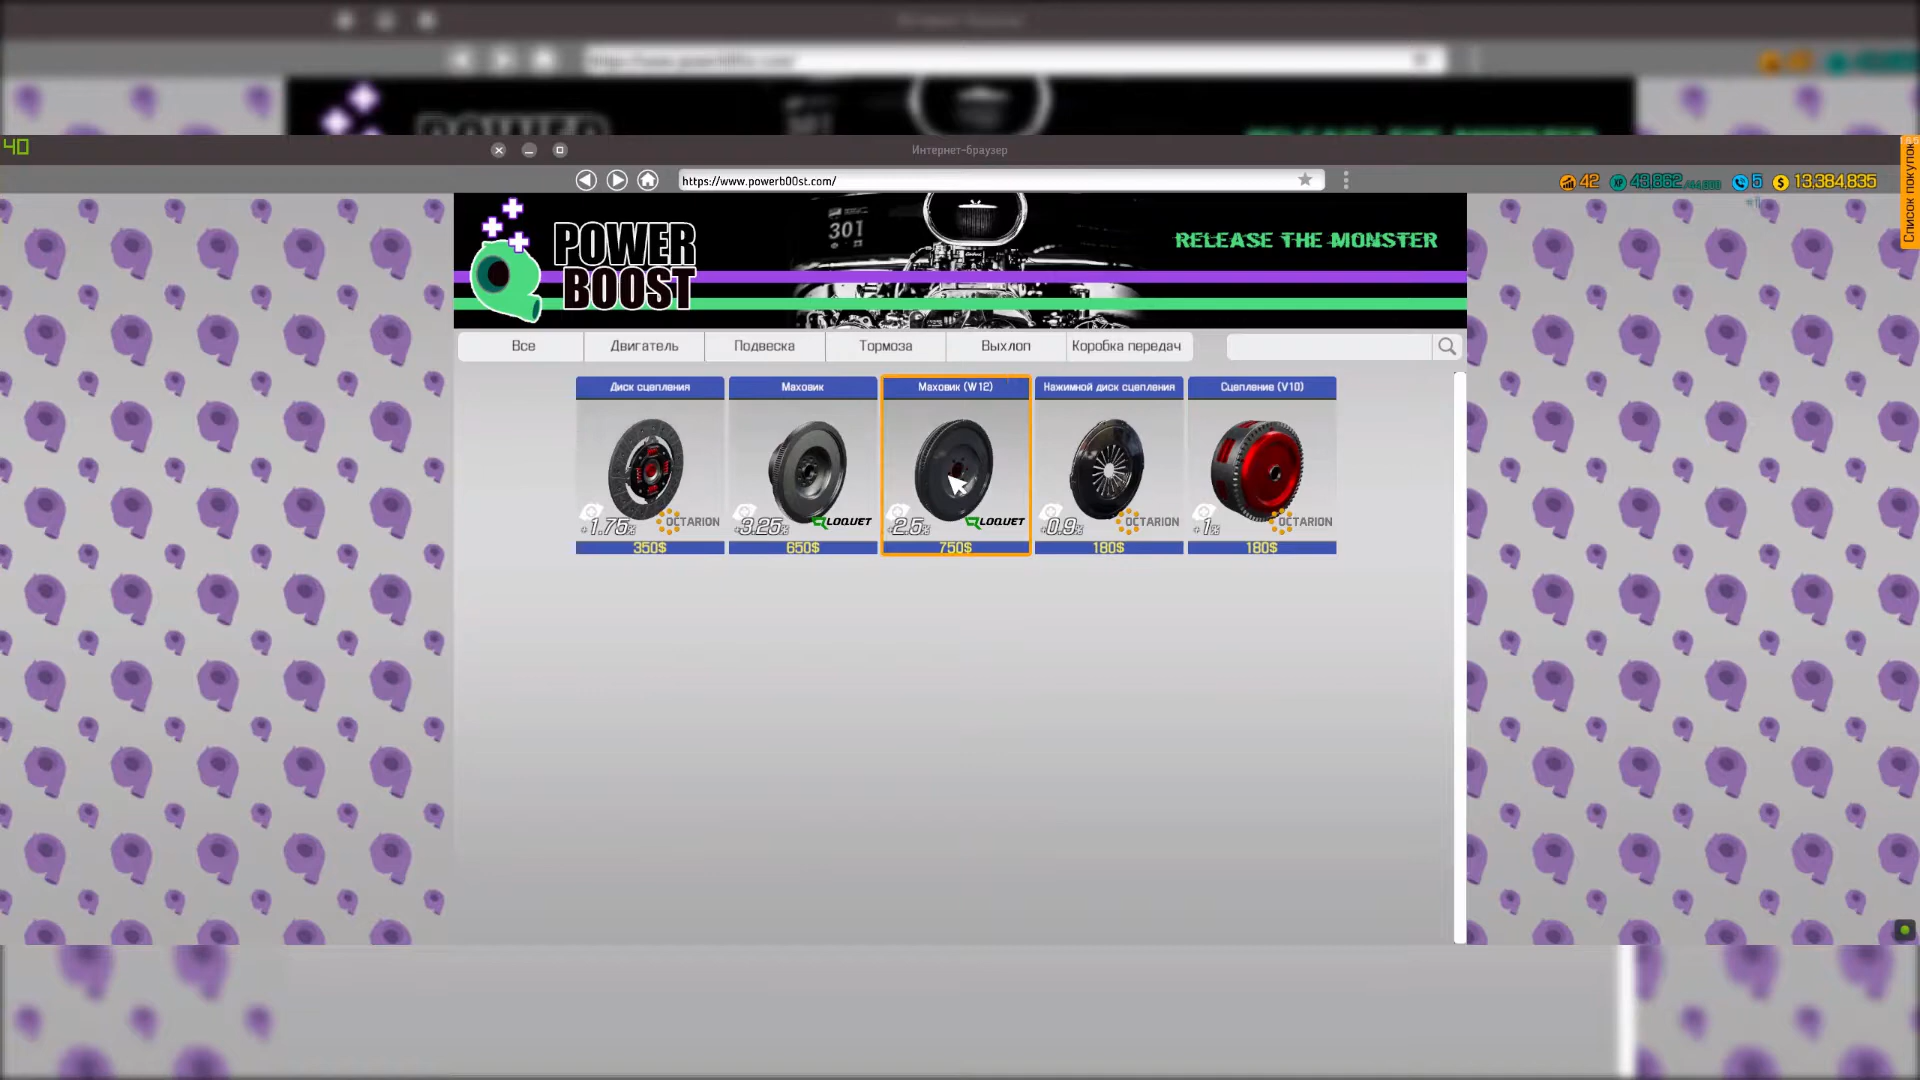 40
Интернет-браузер
https://www.powerb00st.com/
42
XP 43,862
5
$ 13,384,835
+1
Список покупок
POWER
BOOST
301
RELEASE THE MONSTER
Все
Двигатель
Подвеска
Тормоза
Выхлоп
Коробка передач
Диск сцепления
+1.75%
OCTARION
350$
Маховик
+3.25%
LOQUET
650$
Маховик (W12)
+2.5%
LOQUET
750$
Нажимной диск сцепления
+0.9%
OCTARION
180$
Сцепление (V10)
+1%
OCTARION
180$